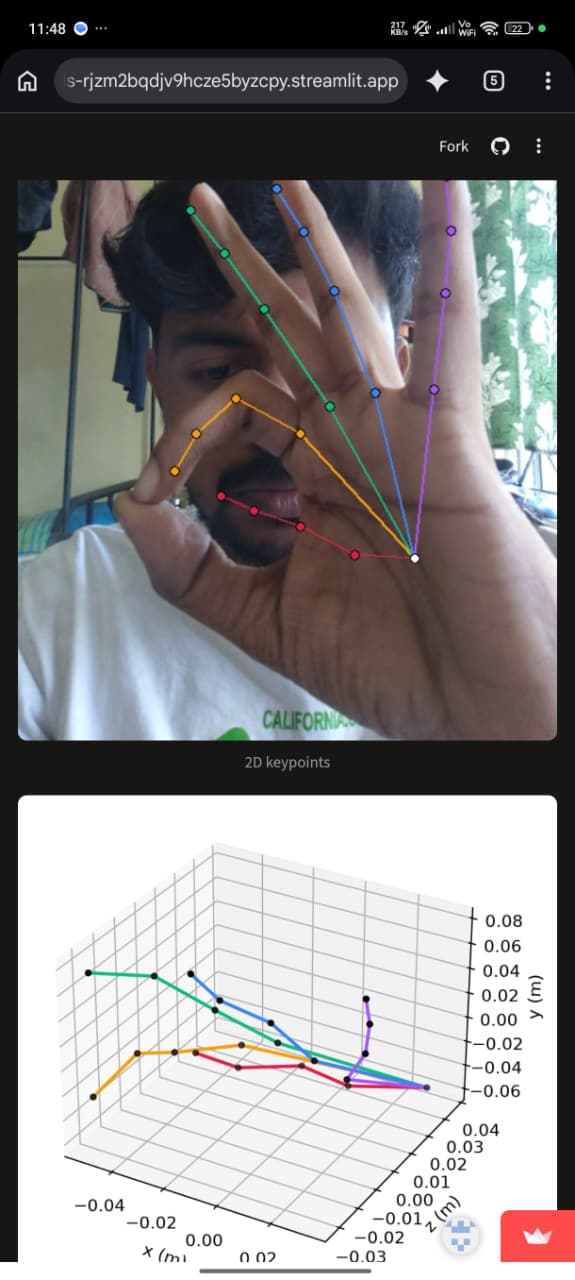 11:48 ... 217 KB/s Vo WiFi 22
s-rjzm2bqdjv9hcze5byzcpy.streamlit.app 5
Fork
CALIFORNIA
2D keypoints
0.08
0.06
0.04
0.02
0.00
−0.02
−0.04
−0.06
y (m)
0.04
0.03
0.02
0.01
0.00
−0.01
−0.02
−0.03
z (m)
−0.04
−0.02
0.00
0.02
x (m)